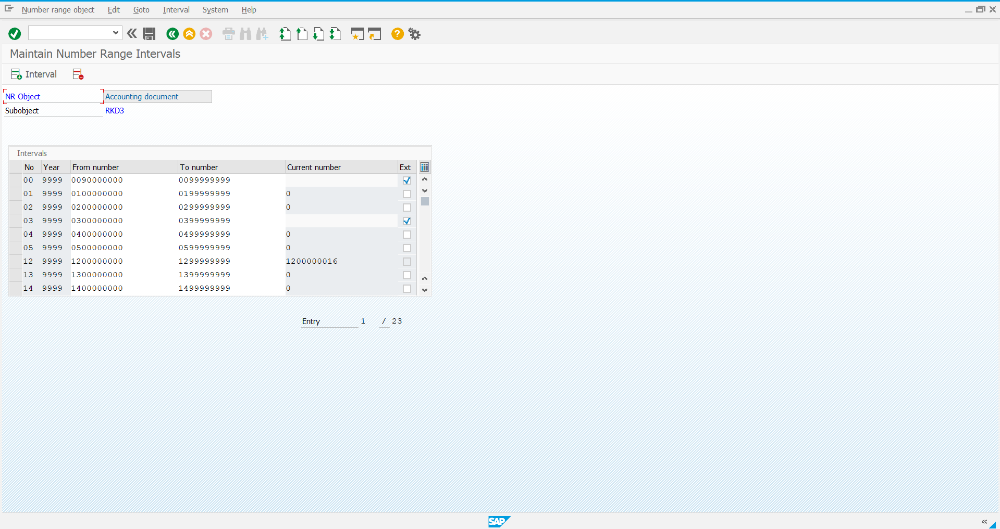 Number range object Edit Goto Interval System Help
Maintain Number Range Intervals
Interval
NR Object Accounting document
Subobject RKD3
Intervals
No Year From number To number Current number Ext
00 9999 0090000000 0099999999
01 9999 0100000000 0199999999 0
02 9999 0200000000 0299999999 0
03 9999 0300000000 0399999999
04 9999 0400000000 0499999999 0
05 9999 0500000000 0599999999 0
12 9999 1200000000 1299999999 1200000016
13 9999 1300000000 1399999999 0
14 9999 1400000000 1499999999 0
Entry 1 / 23
SAP